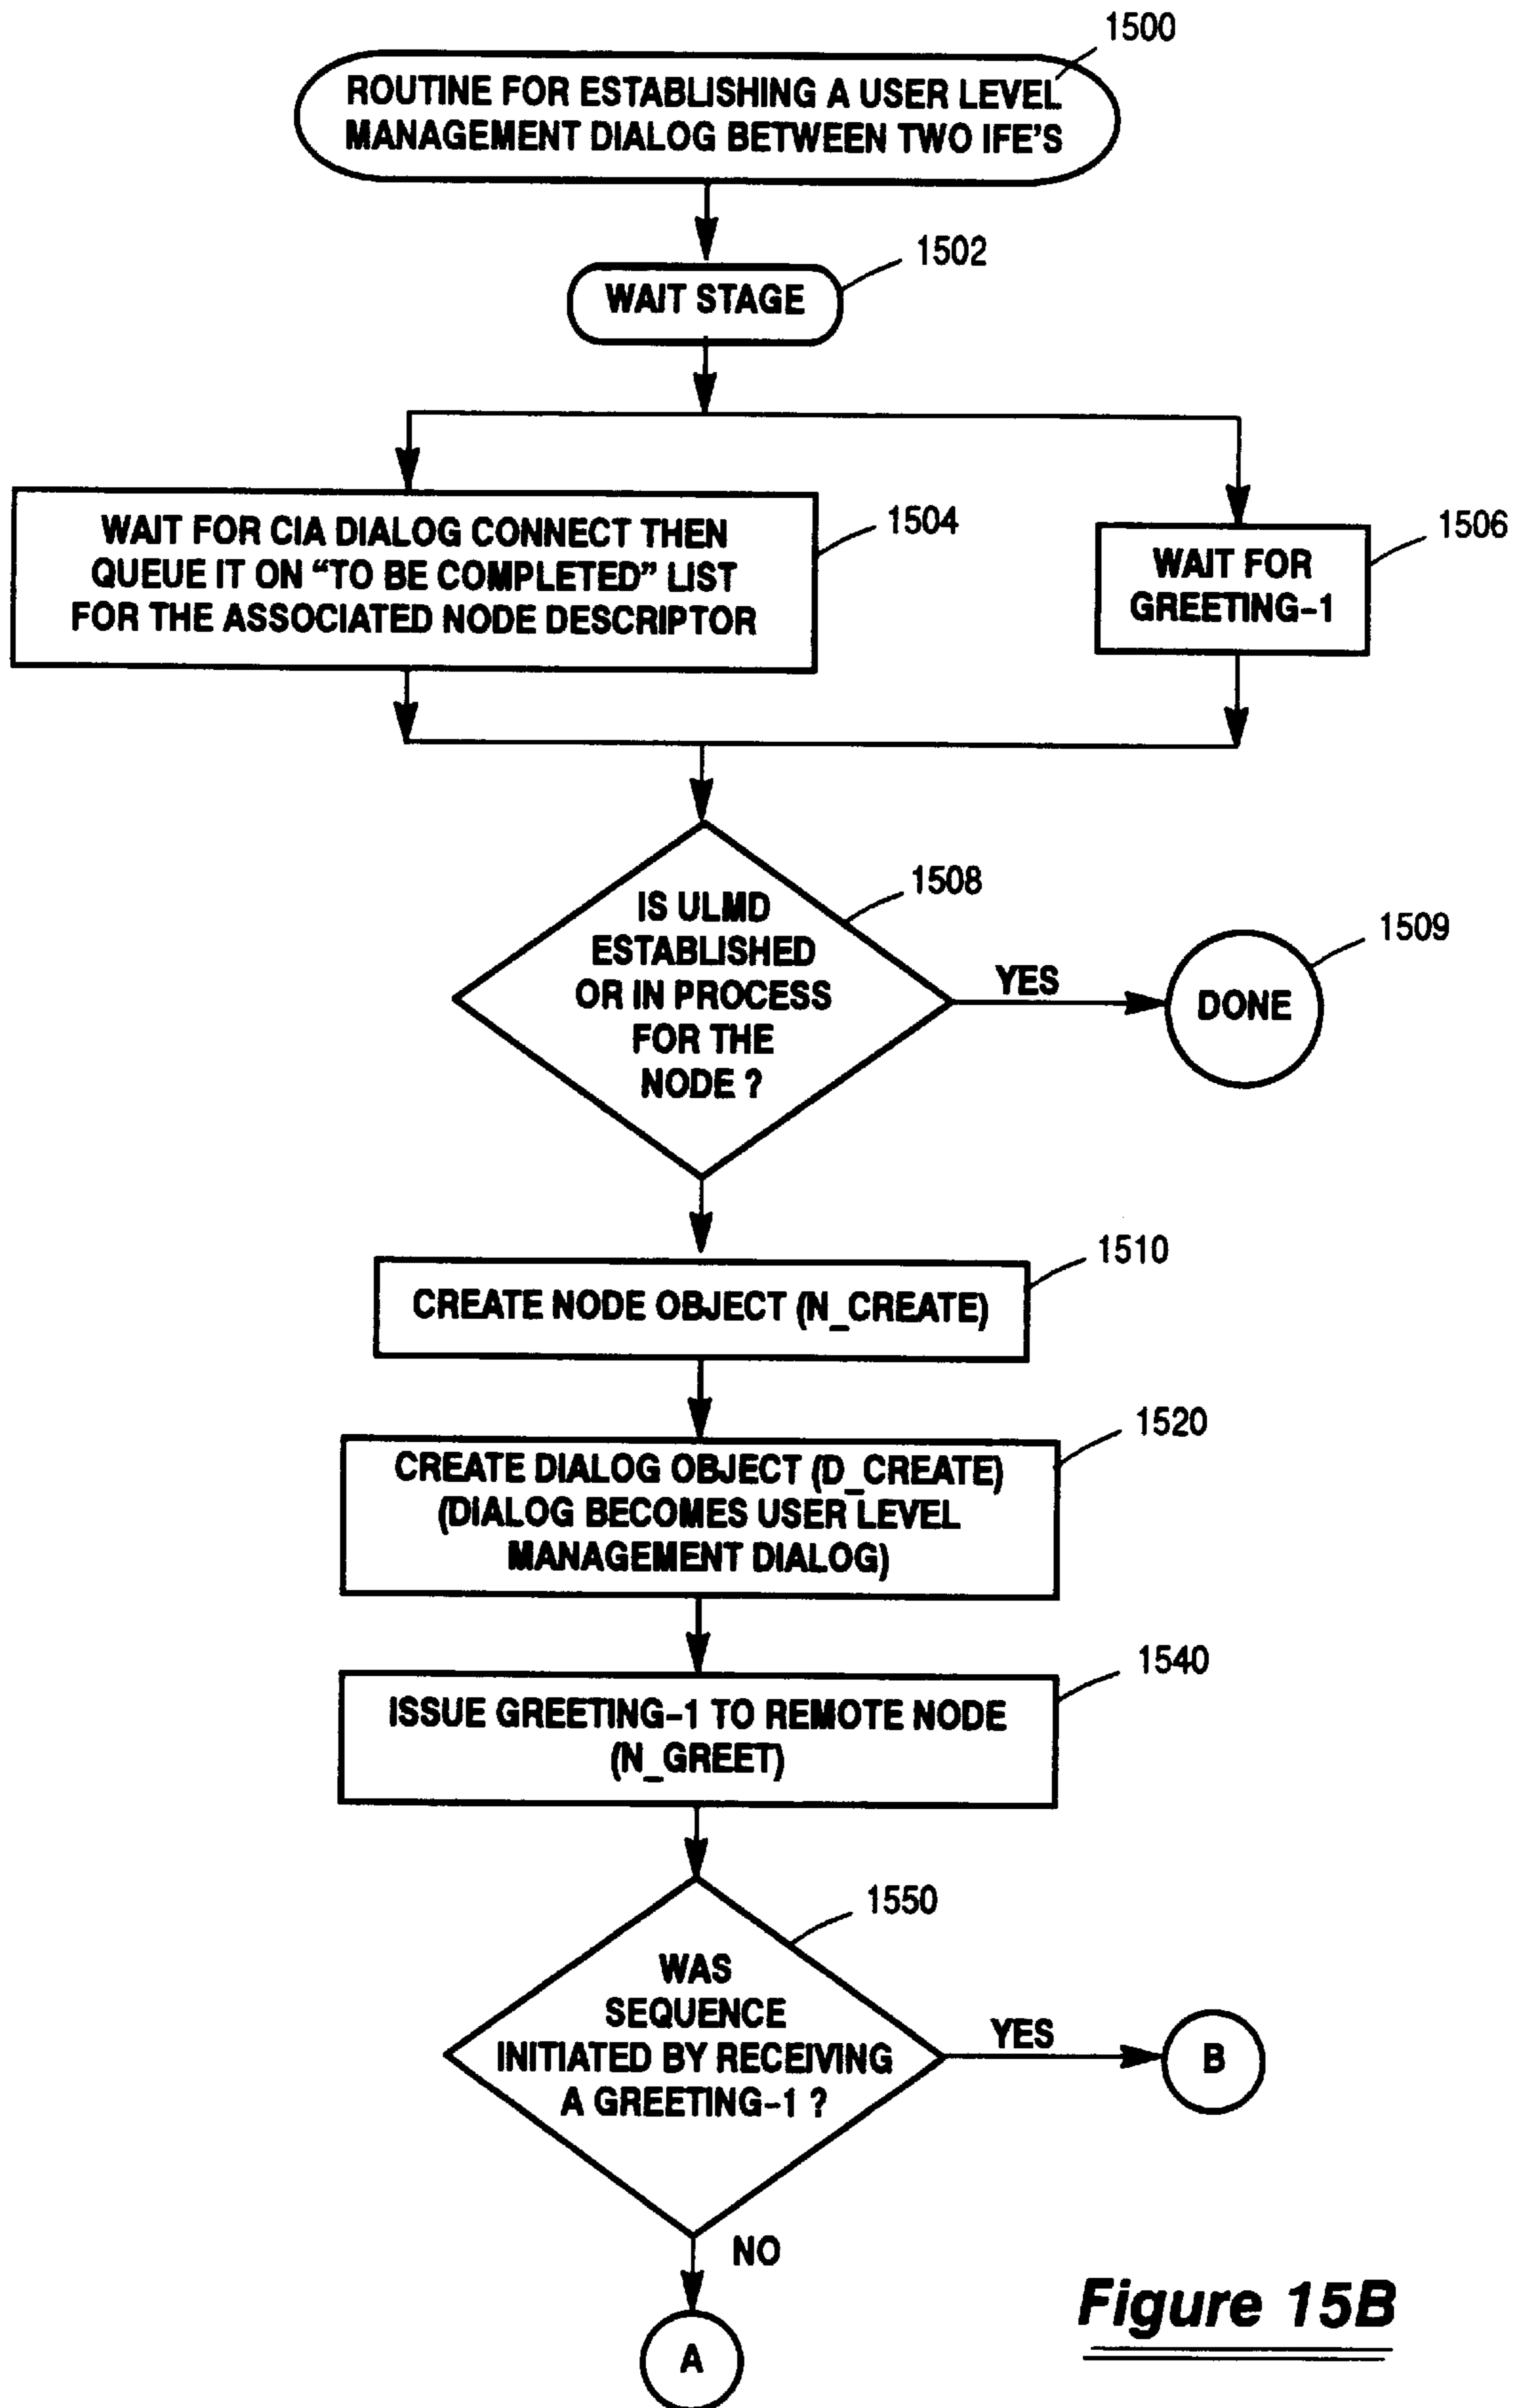 1500
ROUTINE FOR ESTABLISHING A USER LEVEL
MANAGEMENT DIALOG BETWEEN TWO IFE'S
1502
WAIT STAGE
1504
WAIT FOR CIA DIALOG CONNECT THEN
QUEUE IT ON “TO BE COMPLETED” LIST
FOR THE ASSOCIATED NODE DESCRIPTOR
1506
WAIT FOR
GREETING-1
1508
IS ULMD
ESTABLISHED
OR IN PROCESS
FOR THE
NODE ?
YES
1509
DONE
1510
CREATE NODE OBJECT (N_CREATE)
1520
CREATE DIALOG OBJECT (D_CREATE)
(DIALOG BECOMES USER LEVEL
MANAGEMENT DIALOG)
1540
ISSUE GREETING-1 TO REMOTE NODE
(N_GREET)
1550
WAS
SEQUENCE
INITIATED BY RECEIVING
A GREETING-1 ?
YES
B
NO
A
Figure 15B